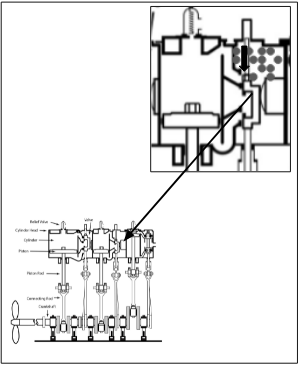 Relief Valve
Valve
Cylinder Head
Cylinder
Piston
Piston Rod
Connecting Rod
Crankshaft